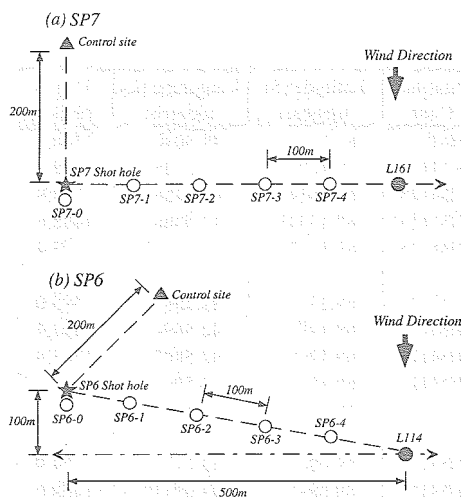 (a) SP7
Control site
Wind Direction
200m
100m
L161
SP7 Shot hole
SP7-0
SP7-1
SP7-2
SP7-3
SP7-4
(b) SP6
Control site
200m
Wind Direction
SP6 Shot hole
100m
100m
SP6-0
SP6-1
SP6-2
SP6-3
SP6-4
L114
500m